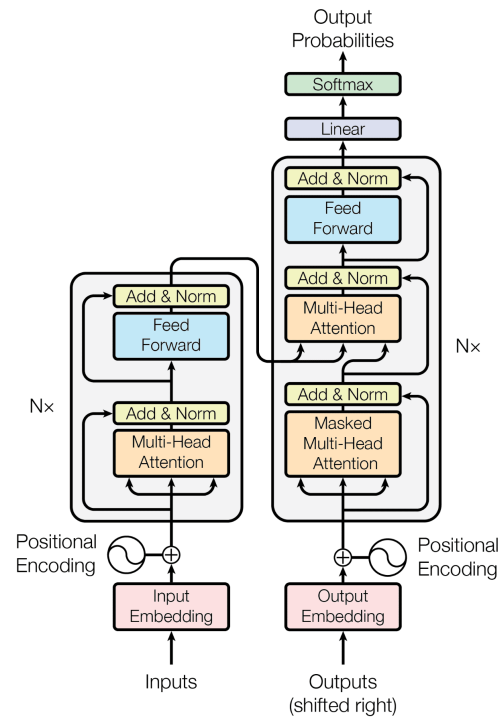 Output
Probabilities
Softmax
Linear
Add & Norm
Feed
Forward
Add & Norm
Multi-Head
Attention
Add & Norm
Masked
Multi-Head
Attention
Nx
Add & Norm
Feed
Forward
Add & Norm
Multi-Head
Attention
N×
Positional
Encoding
Positional
Encoding
Input
Embedding
Output
Embedding
Inputs
Outputs
(shifted right)